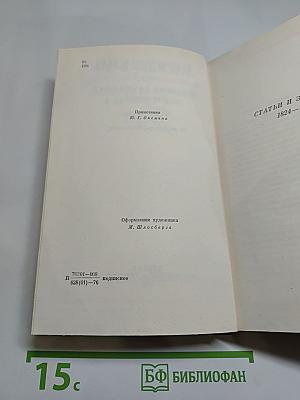 Примечания
Ю. Г. Оксмана
Оформление художника
М. Шлосберга
П
подписное
СТАТЬИ И З
1824—
15с
БФ БИБЛИОФАН